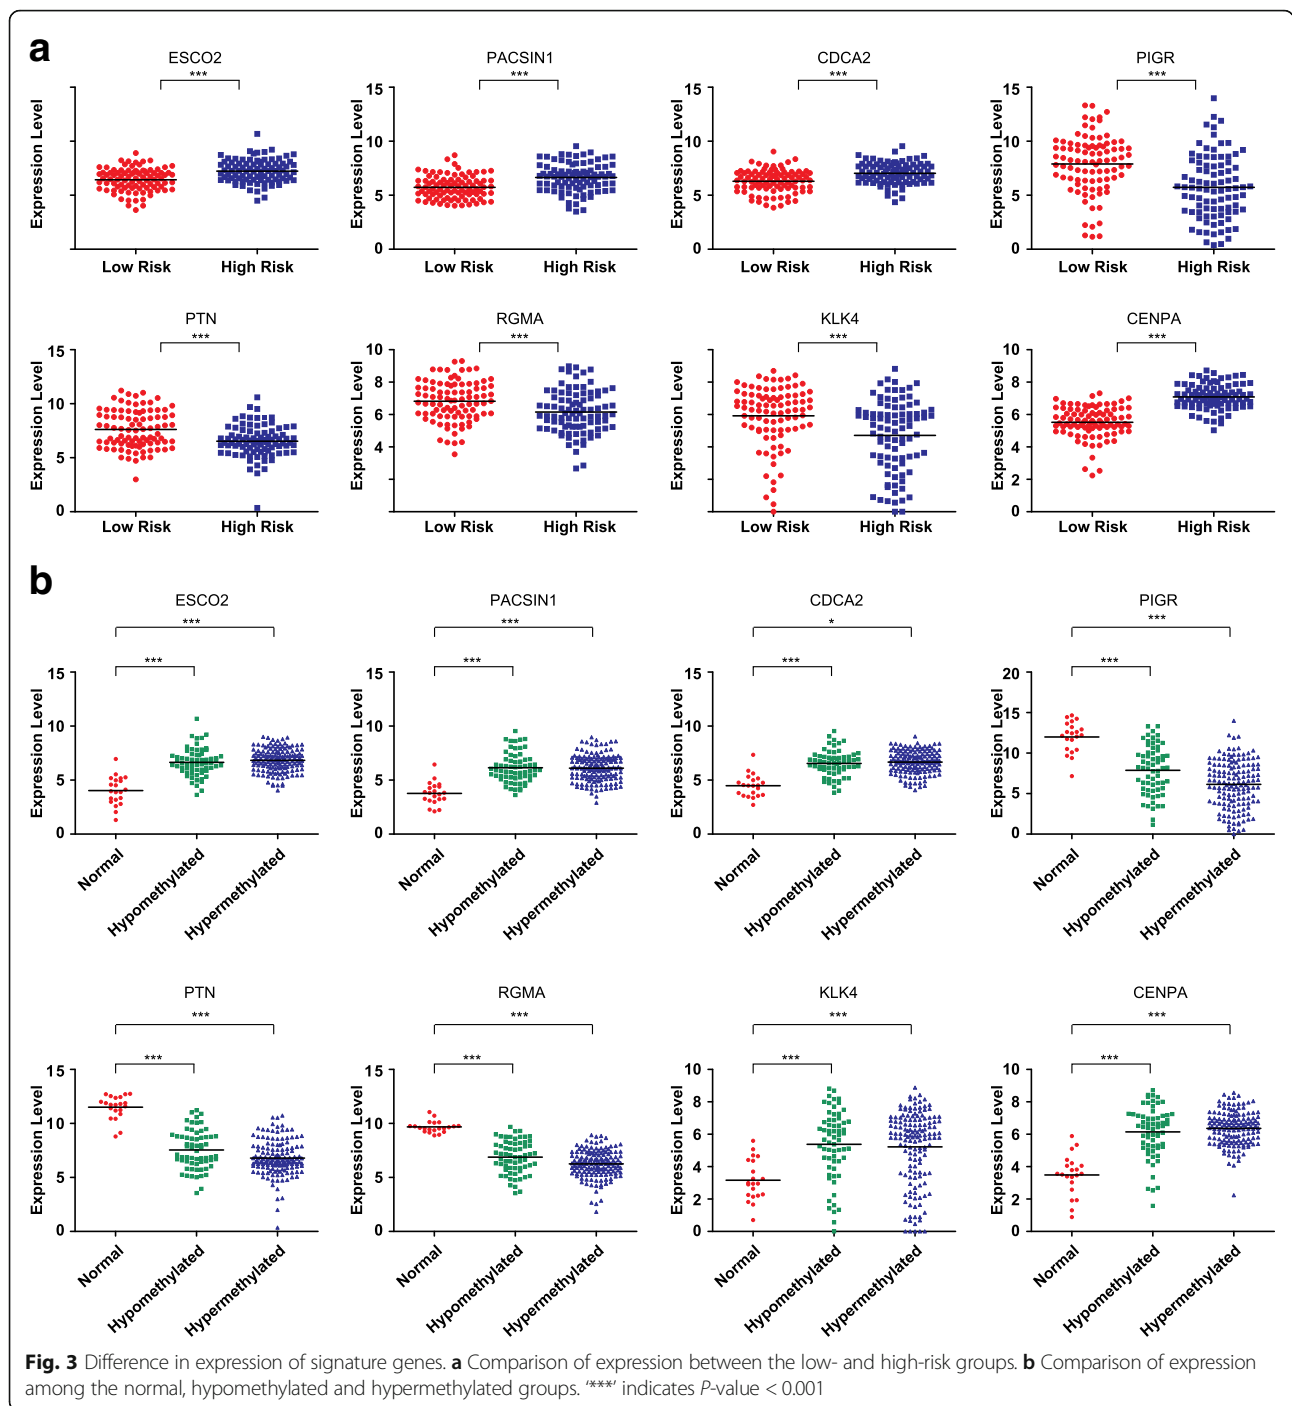 a
ESCO2 PACSIN1 CDCA2 PIGR
*** *** *** ***
Expression Level
Expression Level 15 10 5 0
Expression Level 15 10 5 0
Expression Level 15 10 5 0
Low Risk High Risk Low Risk High Risk Low Risk High Risk Low Risk High Risk
PTN RGMA KLK4 CENPA
*** *** *** ***
Expression Level 15 10 5 0
Expression Level 10 8 6 4
Expression Level
Expression Level 10 8 6 4 2 0
Low Risk High Risk Low Risk High Risk Low Risk High Risk Low Risk High Risk
b
ESCO2 PACSIN1 CDCA2 PIGR
*** *** * ***
*** *** *** ***
Expression Level 15 10 5 0
Expression Level 15 10 5 0
Expression Level 15 10 5 0
Expression Level 20 15 10 5 0
Normal Hypomethylated Hypermethylated Normal Hypomethylated Hypermethylated Normal Hypomethylated Hypermethylated Normal Hypomethylated Hypermethylated
PTN RGMA KLK4 CENPA
*** *** *** ***
*** *** *** ***
Expression Level 15 10 5 0
Expression Level 15 10 5 0
Expression Level 10 8 6 4 2 0
Expression Level 10 8 6 4 2 0
Normal Hypomethylated Hypermethylated Normal Hypomethylated Hypermethylated Normal Hypomethylated Hypermethylated Normal Hypomethylated Hypermethylated
Fig. 3 Difference in expression of signature genes. a Comparison of expression between the low- and high-risk groups. b Comparison of expression
among the normal, hypomethylated and hypermethylated groups. '***' indicates P-value < 0.001